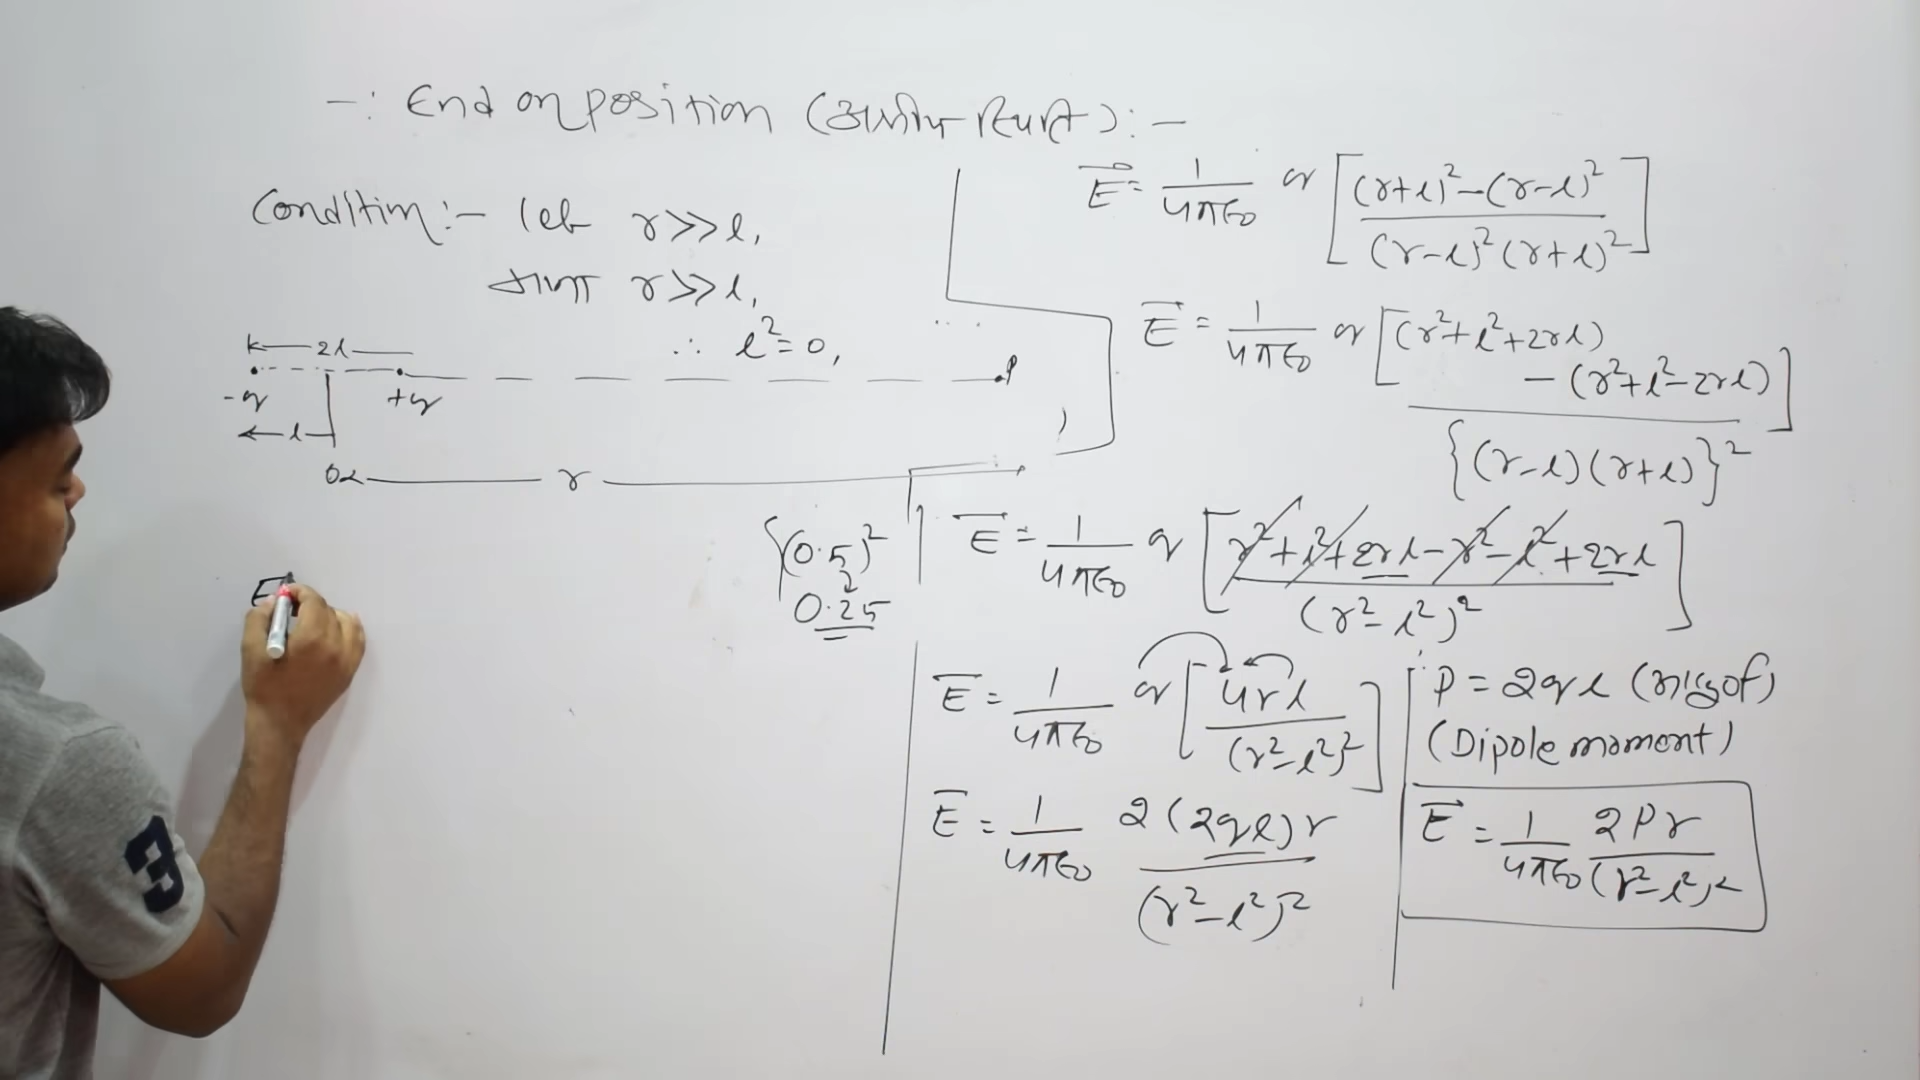 -: End on position (अक्षीय स्थिति) :-
Condition :- let r>>l,
माना r>>l,
∴ l²=0,
2l
-q +q P
l
O r
(0.5)²
0.25
E
E⃗ = 1/4πε₀ q [(r+l)²-(r-l)² / (r-l)²(r+l)²]
E⃗ = 1/4πε₀ q [(r²+l²+2rl)
-(r²+l²-2rl)]
{(r-l)(r+l)}²
E⃗ = 1/4πε₀ q [r²+l²+2rl-r²-l²+2rl / (r²-l²)²]
E⃗ = 1/4πε₀ q [4rl / (r²-l²)²]
E⃗ = 1/4πε₀ 2(2ql)r / (r²-l²)²
∵ P = 2ql
(Dipole moment)
E⃗ = 1/4πε₀ 2Pr / (r²-l²)²
3